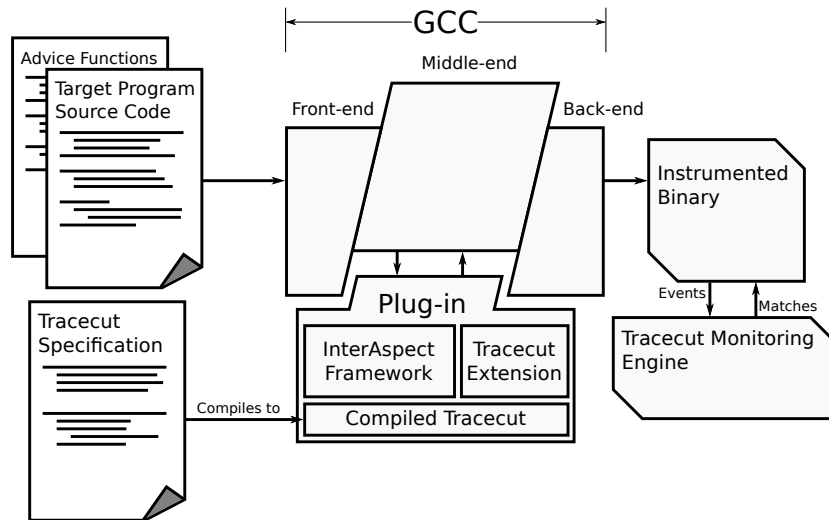 GCC
Advice Functions
Target Program
Source Code
Front-end
Middle-end
Back-end
Instrumented
Binary
Events
Matches
Tracecut Monitoring
Engine
Plug-in
InterAspect
Framework
Tracecut
Extension
Compiled Tracecut
Tracecut
Specification
Compiles to